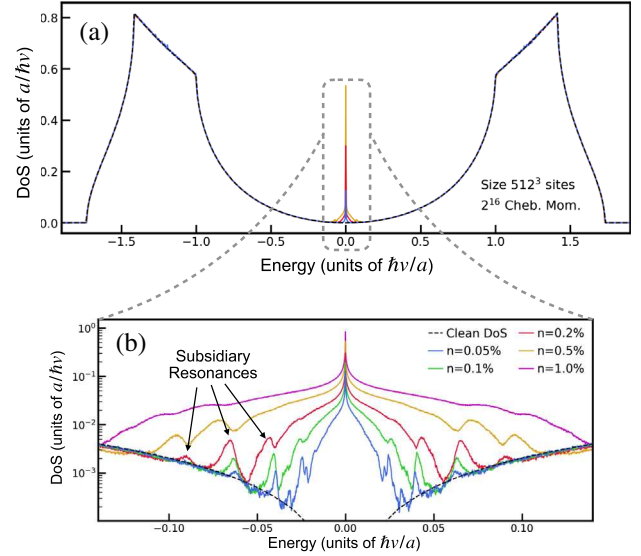 (a)
DoS (units of a/ħv)
0.8
0.6
0.4
0.2
0.0
Size 512³ sites
2¹⁶ Cheb. Mom.
−1.5 −1.0 −0.5 0.0 0.5 1.0 1.5
Energy (units of ħv/a)
(b)
DoS (units of a/ħv)
10⁰
10⁻¹
10⁻²
10⁻³
Subsidiary
Resonances
Clean DoS
n=0.05%
n=0.1%
n=0.2%
n=0.5%
n=1.0%
−0.10 −0.05 0.00 0.05 0.10
Energy (units of ħv/a)